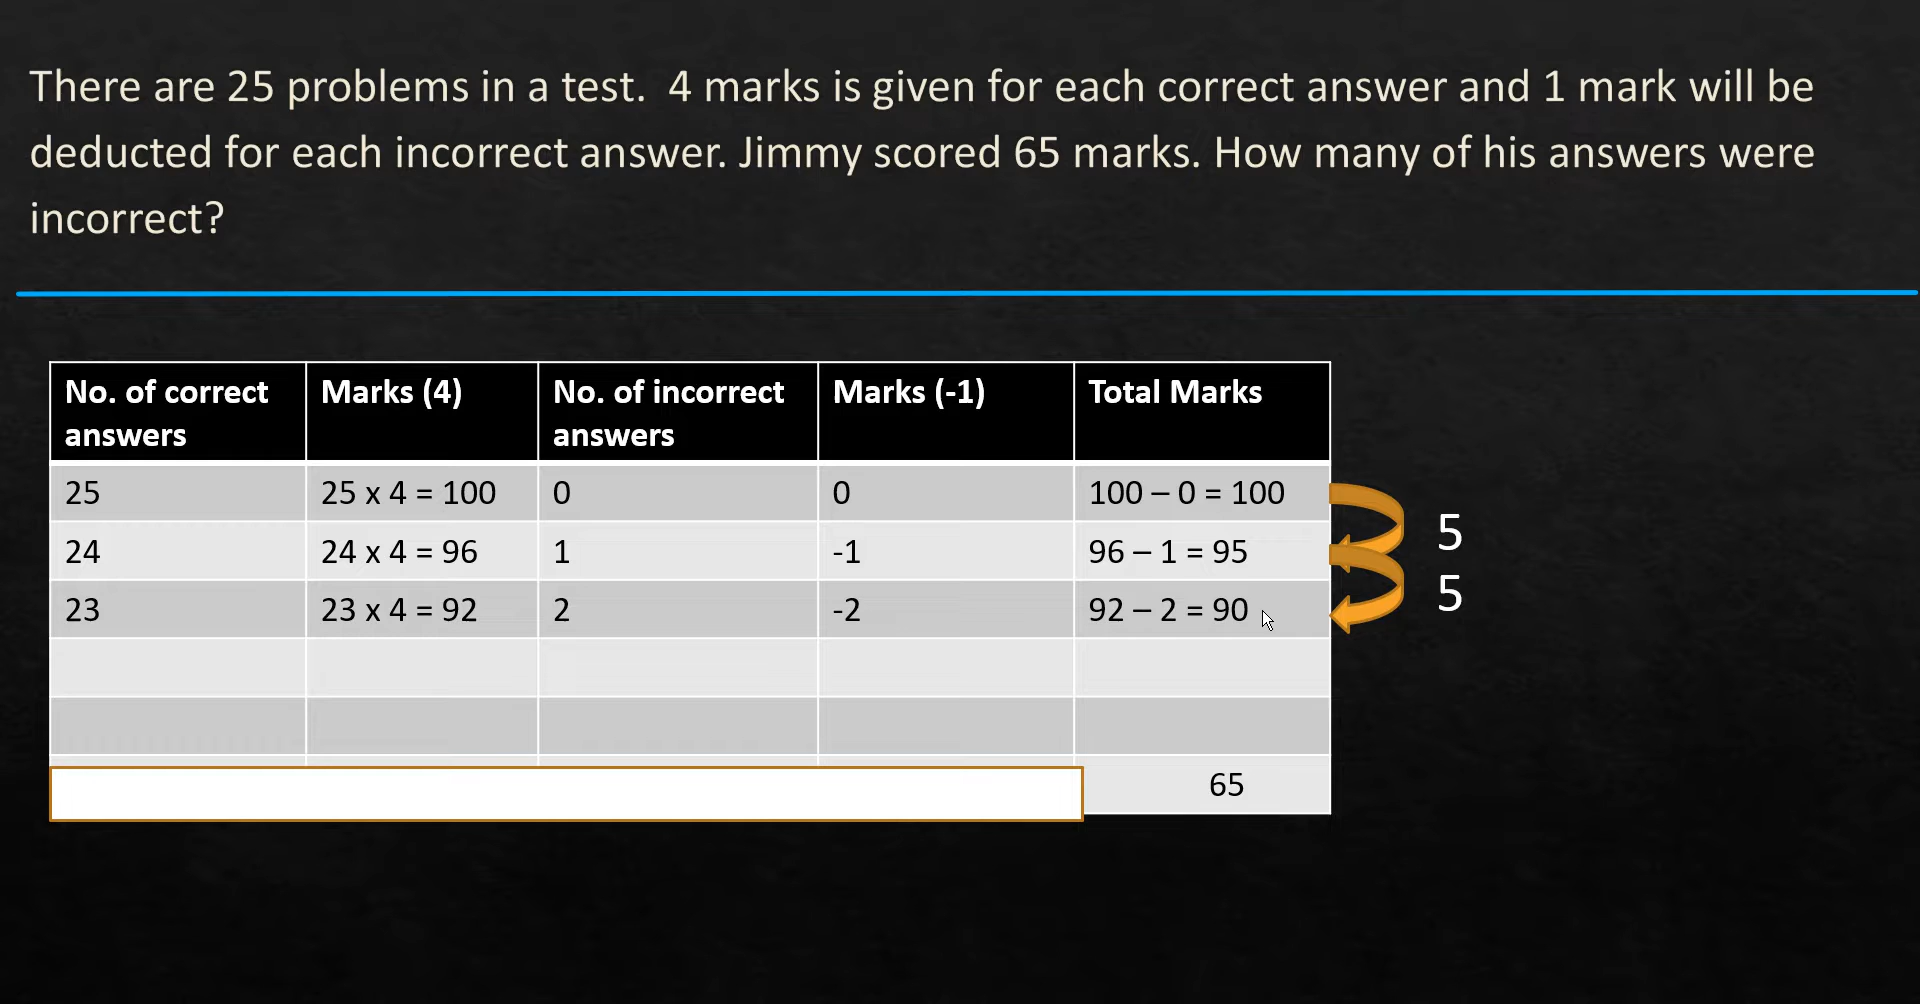 There are 25 problems in a test.  4 marks is given for each correct answer and 1 mark will be
deducted for each incorrect answer. Jimmy scored 65 marks. How many of his answers were
incorrect?
No. of correct answers | Marks (4) | No. of incorrect answers | Marks (-1) | Total Marks
25 | 25 x 4 = 100 | 0 | 0 | 100 – 0 = 100
5
24 | 24 x 4 = 96 | 1 | -1 | 96 – 1 = 95
5
23 | 23 x 4 = 92 | 2 | -2 | 92 – 2 = 90
65